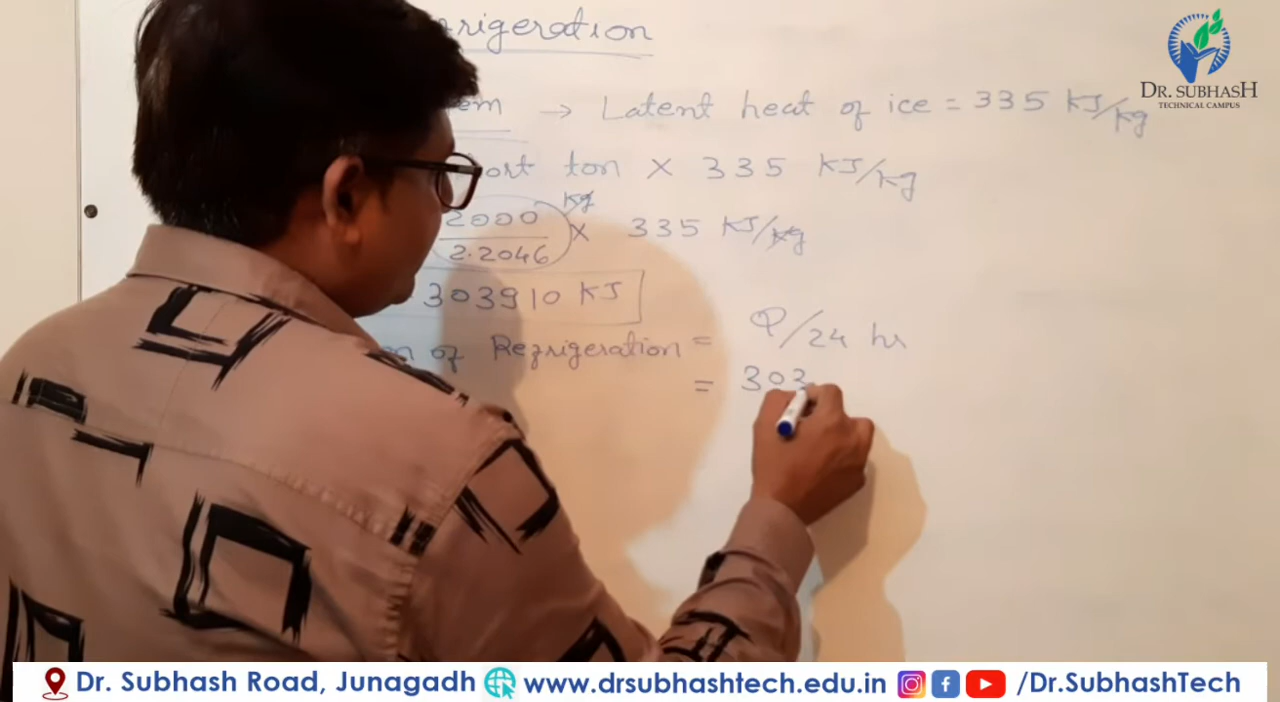 rigeration
em → Latent heat of ice = 335 KJ/kg
ort ton × 335 KJ/kg
2000 / 2.2046 kg × 335 KJ/kg
303910 KJ
of Refrigeration = Q/24 hr
= 303
DR. SUBHASH
TECHNICAL CAMPUS
Dr. Subhash Road, Junagadh www.drsubhashtech.edu.in /Dr.SubhashTech